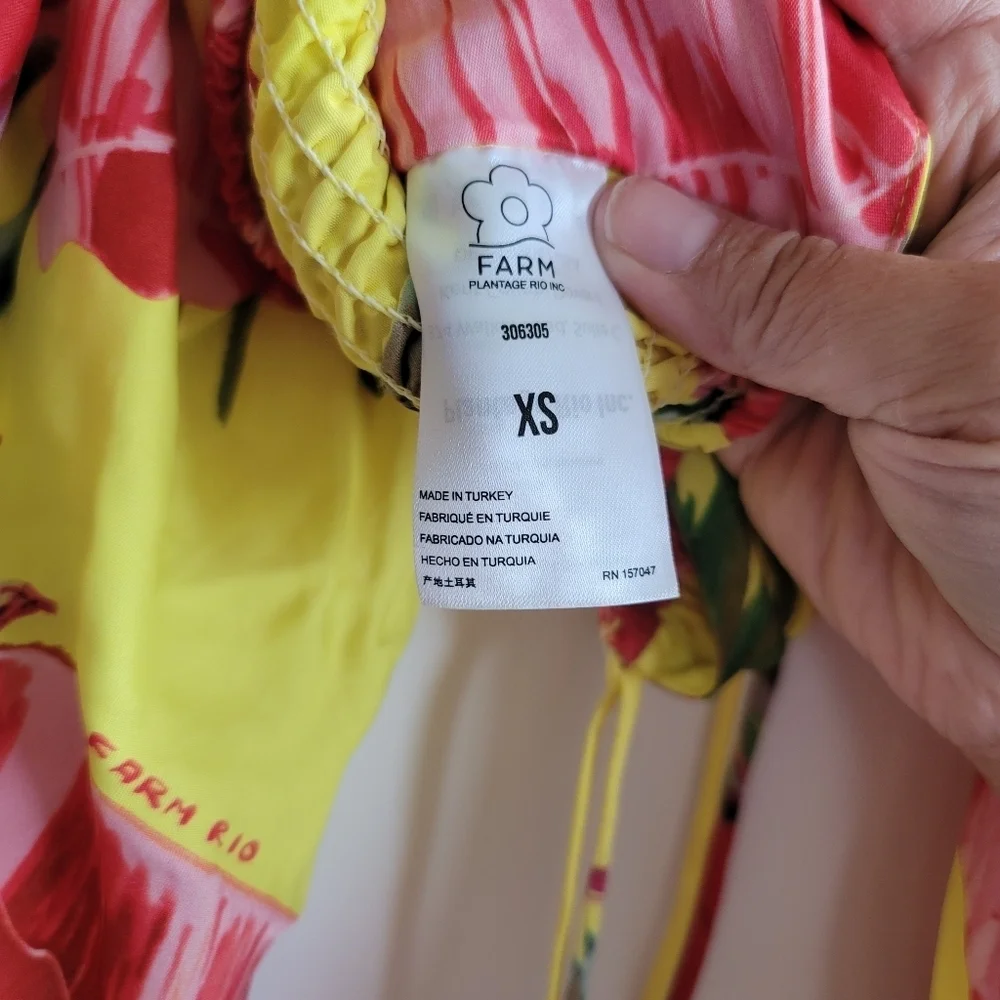 FARM
PLANTAGE RIO INC
306305
XS
MADE IN TURKEY
FABRIQUÉ EN TURQUIE
FABRICADO NA TURQUIA
HECHO EN TURQUIA
产地土耳其
RN 157047
FARM RIO